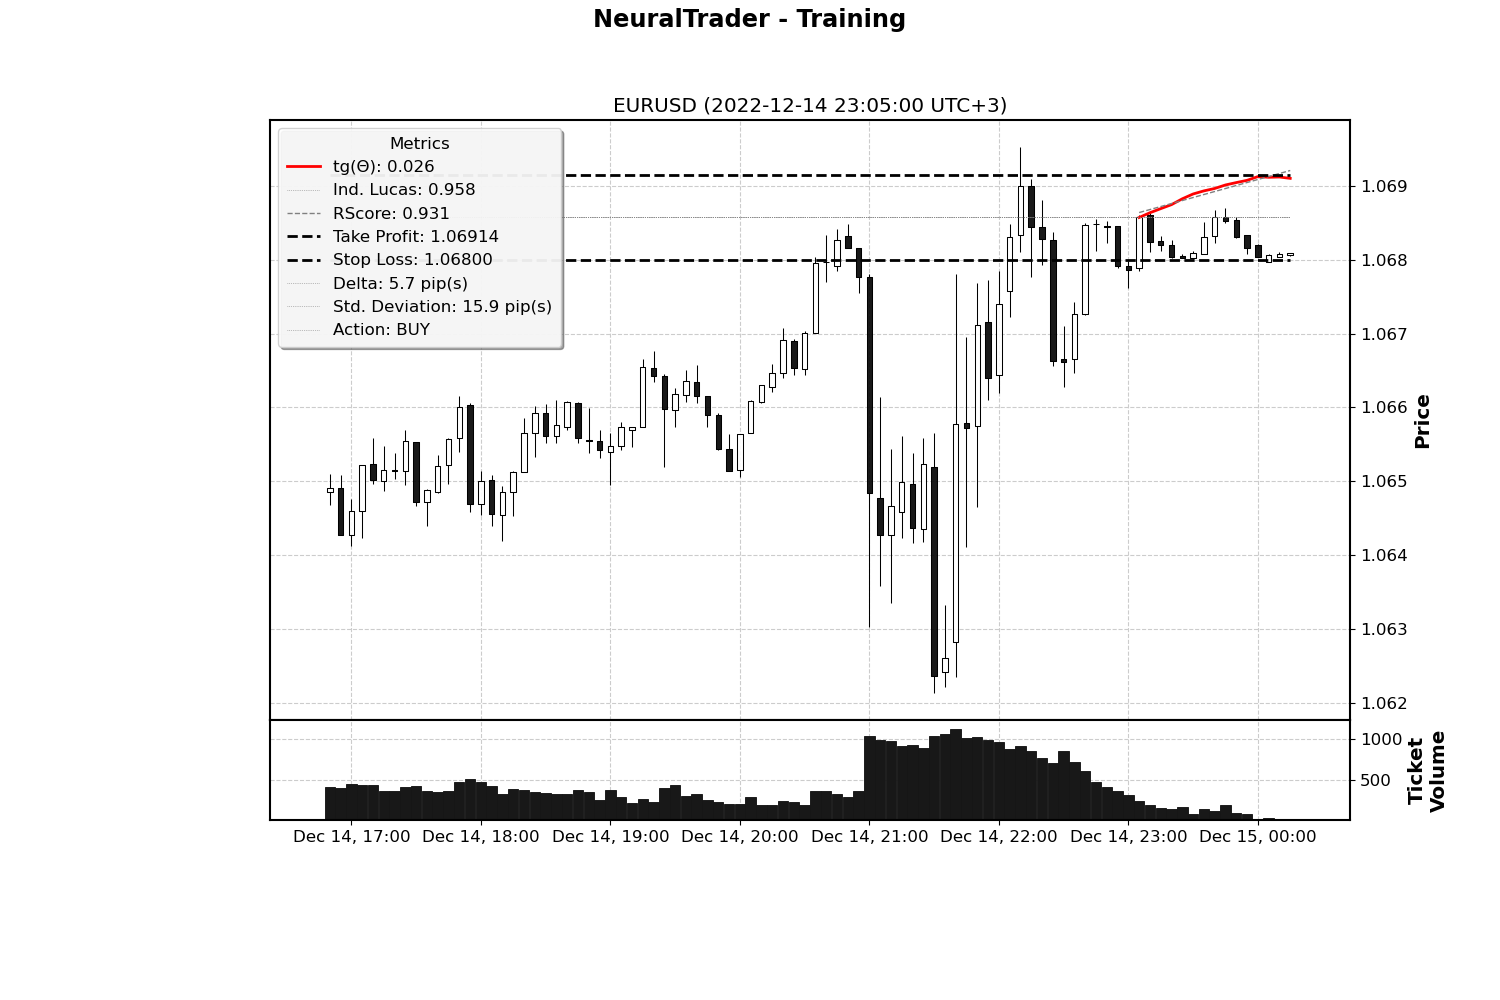 NeuralTrader - Training
EURUSD (2022-12-14 23:05:00 UTC+3)
Metrics
tg(Θ): 0.026
Ind. Lucas: 0.958
RScore: 0.931
Take Profit: 1.06914
Stop Loss: 1.06800
Delta: 5.7 pip(s)
Std. Deviation: 15.9 pip(s)
Action: BUY
1.069
1.068
1.067
1.066
1.065
1.064
1.063
1.062
Price
1000
500
Ticket
Volume
Dec 14, 17:00
Dec 14, 18:00
Dec 14, 19:00
Dec 14, 20:00
Dec 14, 21:00
Dec 14, 22:00
Dec 14, 23:00
Dec 15, 00:00